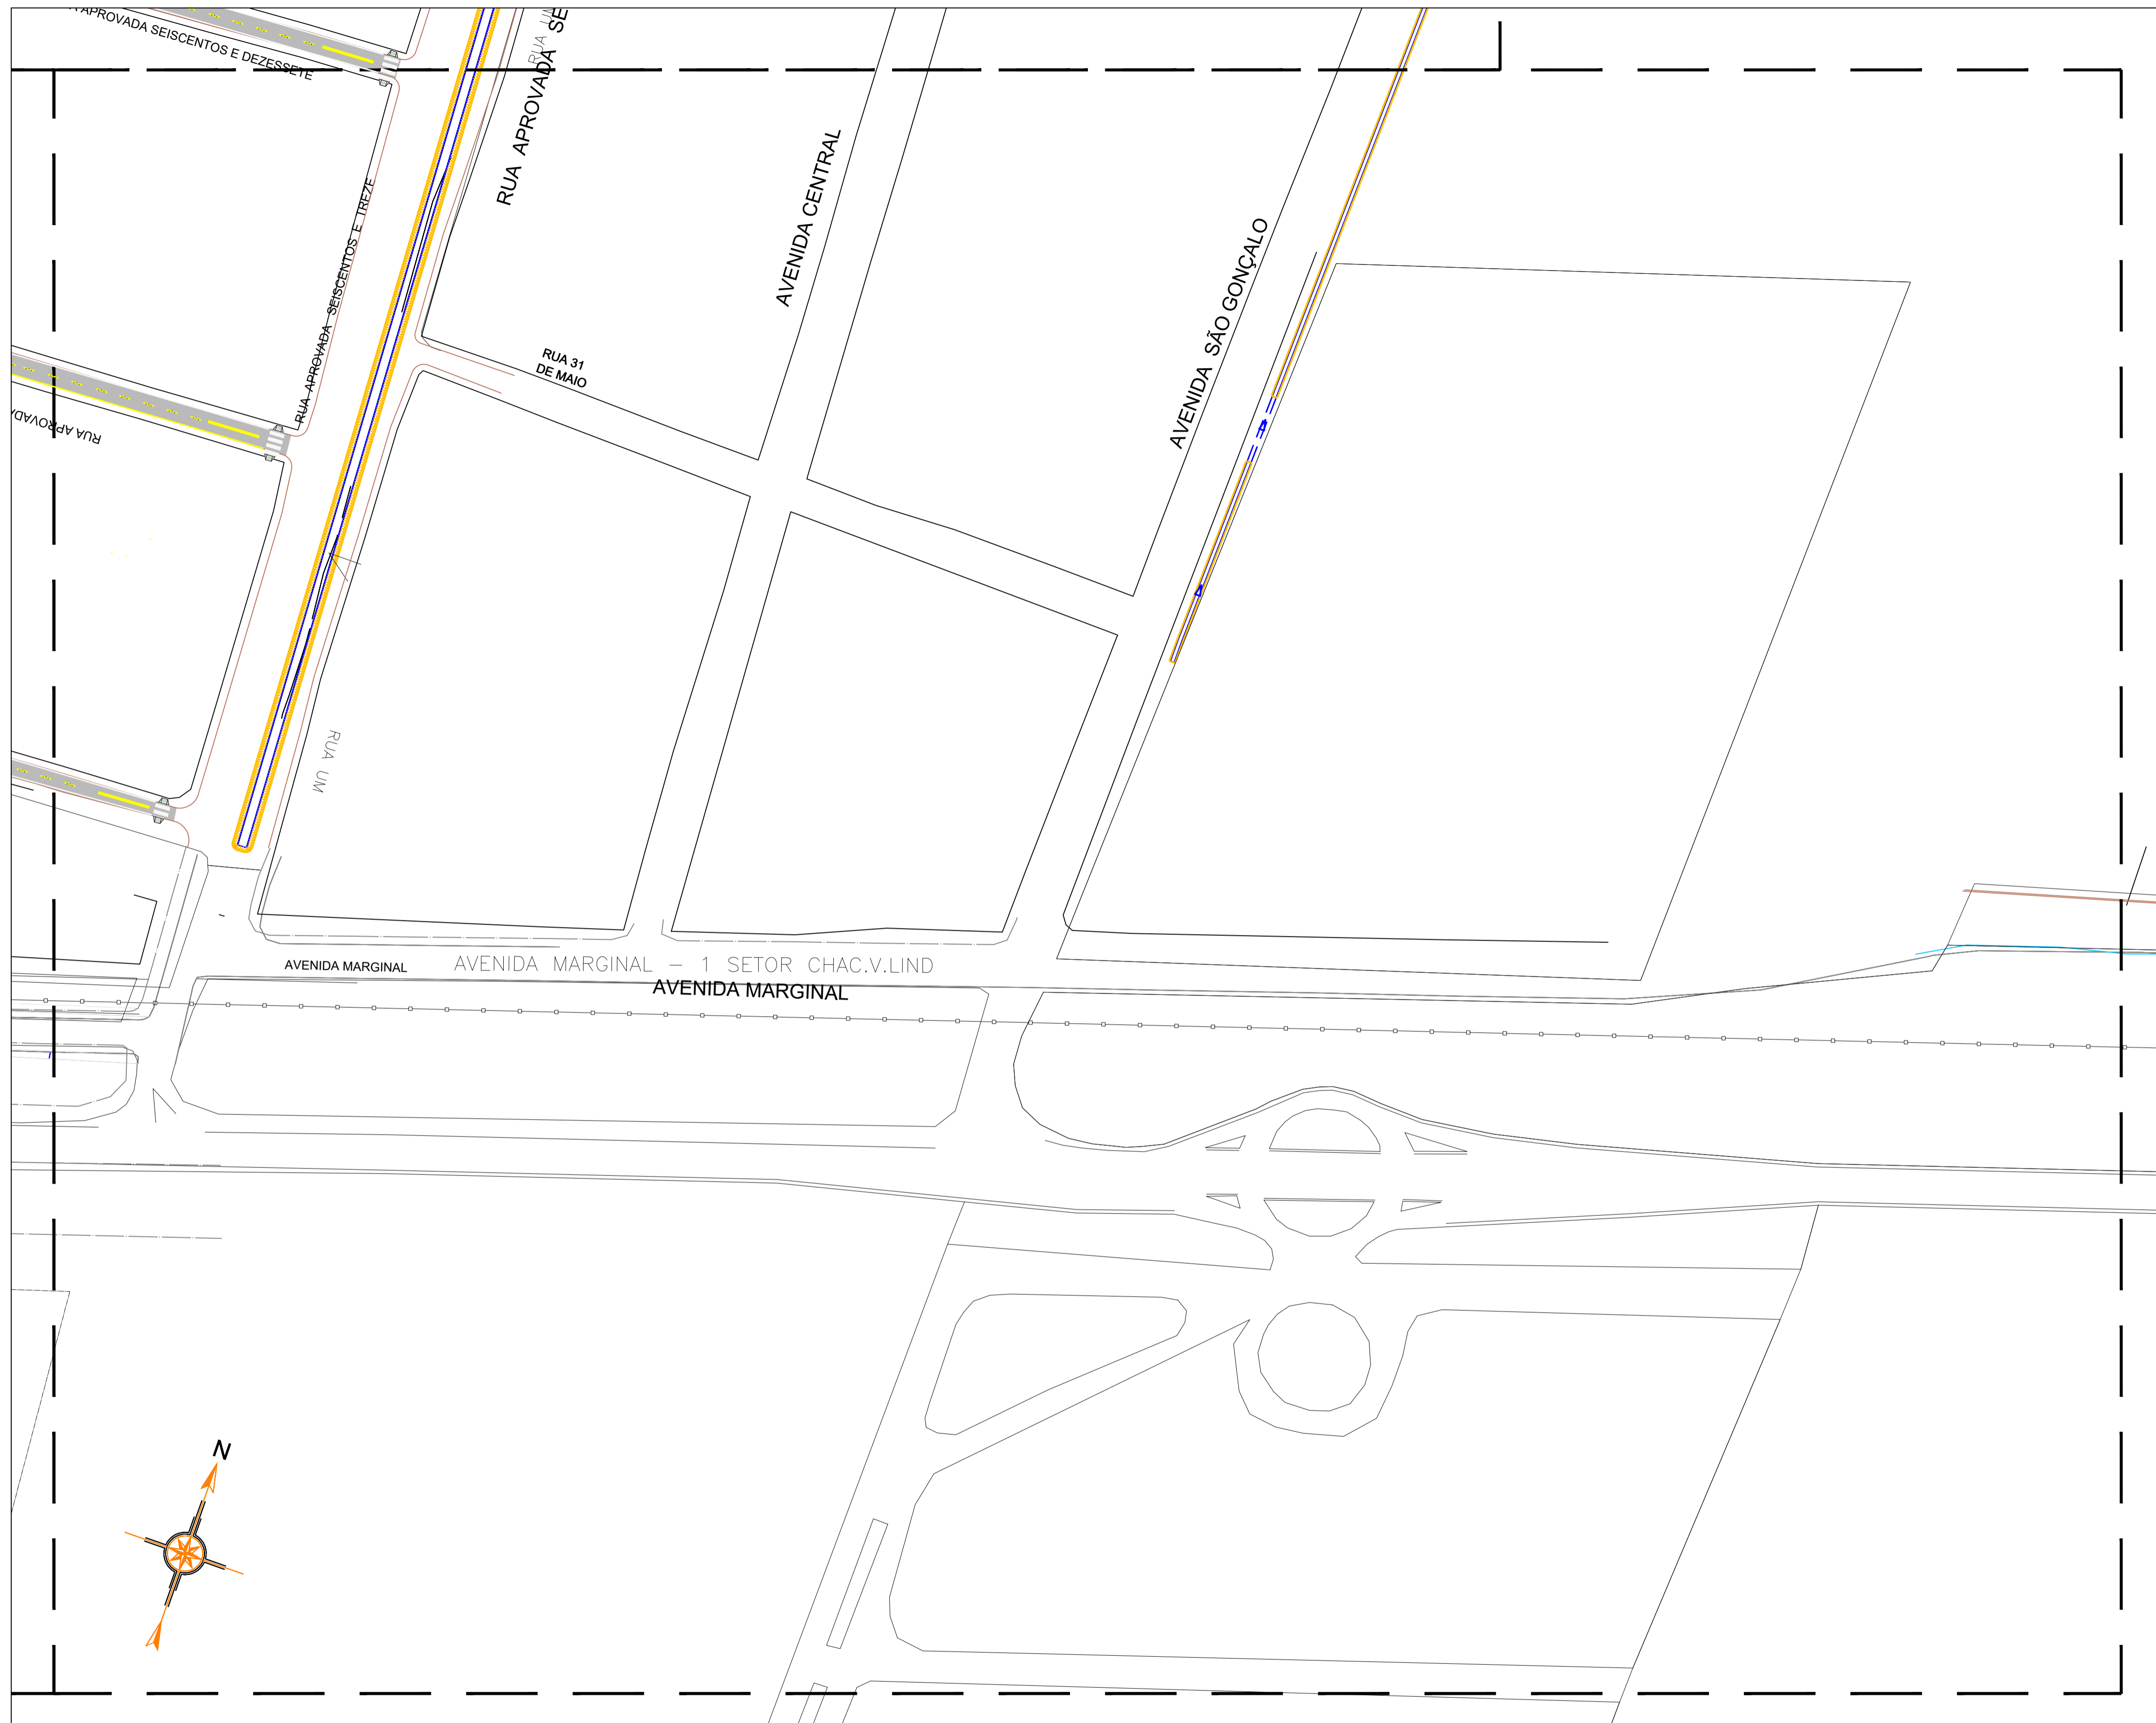 APROVADA SEISCENTOS E DEZESSETE
RUA UM
RUA APROVADA SE
AVENIDA CENTRAL
RUA APROVADA SEISCENTOS E TREZE
AVENIDA SÃO GONÇALO
RUA 31
DE MAIO
RUA APROVADA
RUA UM
AVENIDA MARGINAL
AVENIDA MARGINAL – 1 SETOR CHAC.V.LIND
AVENIDA MARGINAL
N